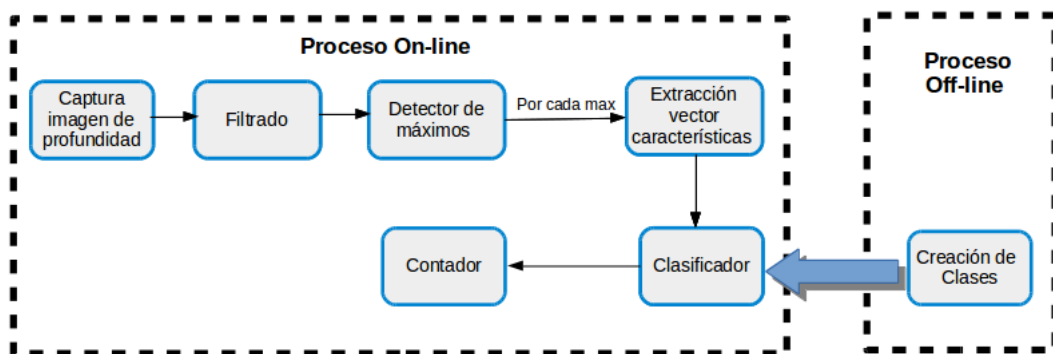 Proceso On-line
Captura
imagen de
profundidad
Filtrado
Detector de
máximos
Por cada max
Extracción
vector
características
Contador
Clasificador
Proceso
Off-line
Creación de
Clases